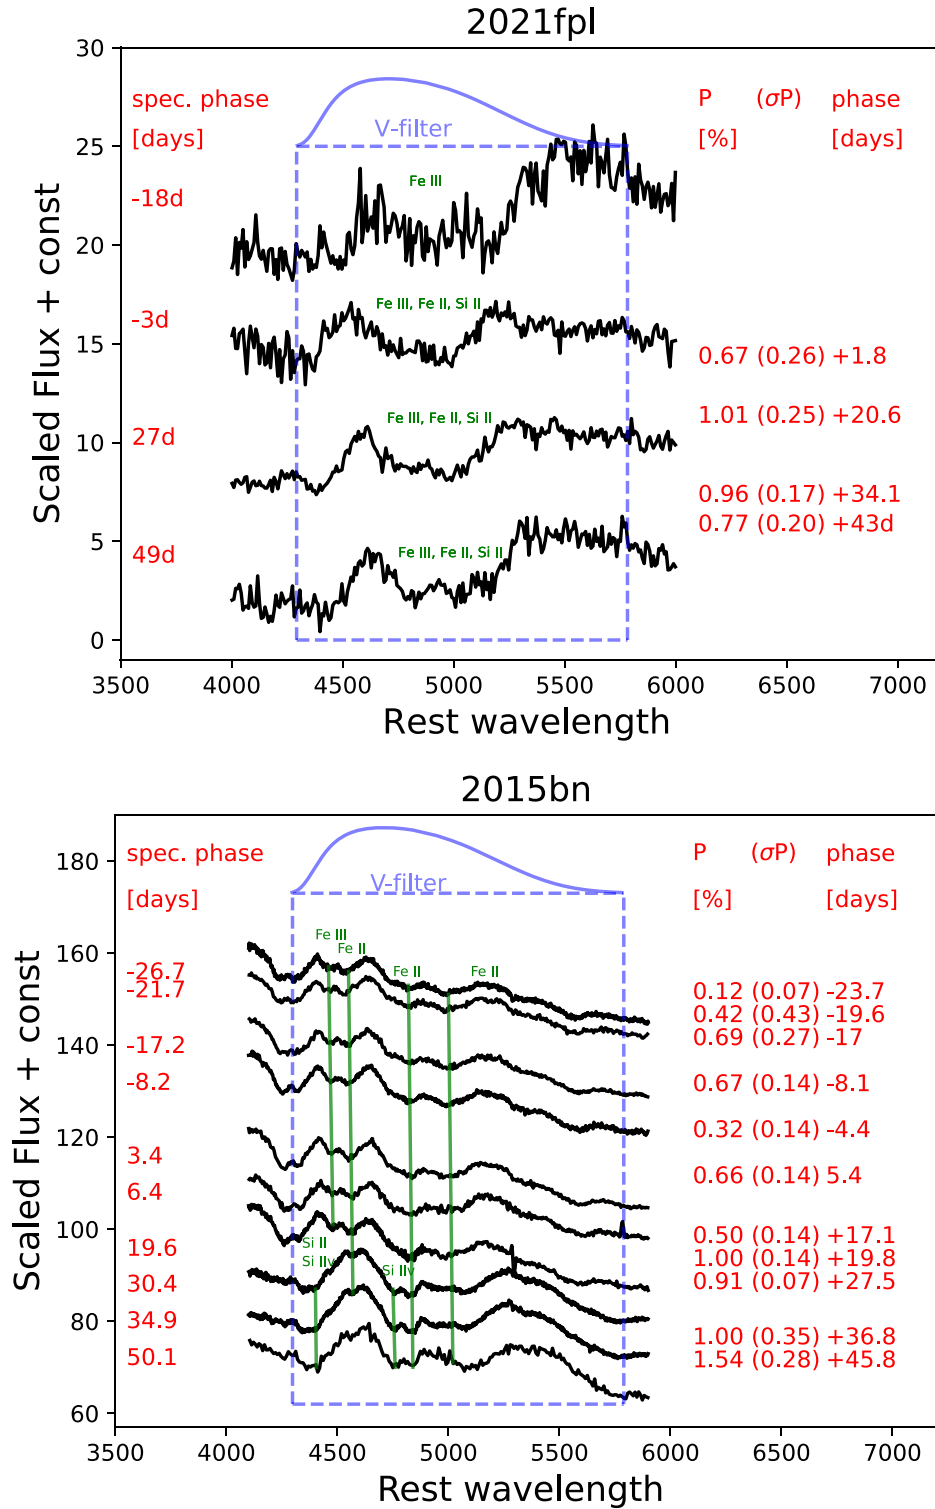 2021fpl
30
25
20
15
10
5
0
Scaled Flux + const
spec. phase
[days]
-18d
-3d
27d
49d
V-filter
Fe III
Fe III, Fe II, Si II
Fe III, Fe II, Si II
Fe III, Fe II, Si II
P (σP) phase
[%] [days]
0.67 (0.26) +1.8
1.01 (0.25) +20.6
0.96 (0.17) +34.1
0.77 (0.20) +43d
3500 4000 4500 5000 5500 6000 6500 7000
Rest wavelength
2015bn
180
160
140
120
100
80
60
Scaled Flux + const
spec. phase
[days]
-26.7
-21.7
-17.2
-8.2
3.4
6.4
19.6
30.4
34.9
50.1
V-filter
Fe III
Fe II
Fe II
Fe II
Si II
Si IIv
Si IIv
P (σP) phase
[%] [days]
0.12 (0.07) -23.7
0.42 (0.43) -19.6
0.69 (0.27) -17
0.67 (0.14) -8.1
0.32 (0.14) -4.4
0.66 (0.14) 5.4
0.50 (0.14) +17.1
1.00 (0.14) +19.8
0.91 (0.07) +27.5
1.00 (0.35) +36.8
1.54 (0.28) +45.8
3500 4000 4500 5000 5500 6000 6500 7000
Rest wavelength